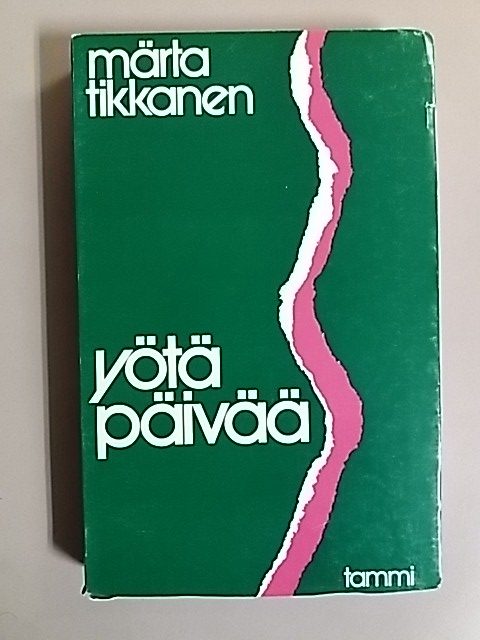 märta
tikkanen
yötä
päivää
tammi